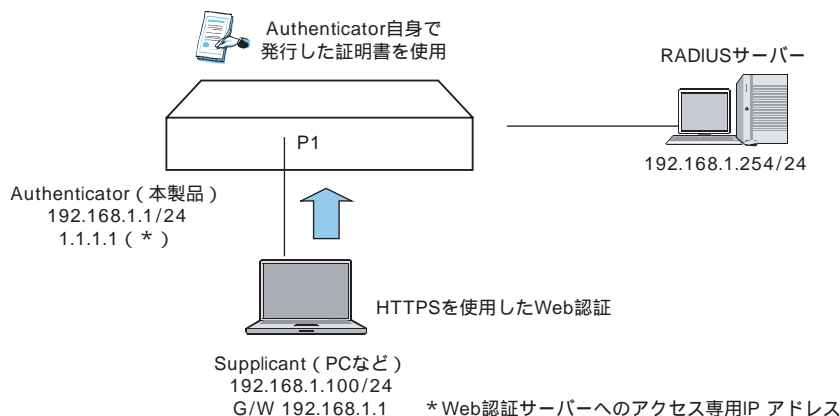 Authenticator自身で
発行した証明書を使用
RADIUSサーバー
192.168.1.254/24
P1
Authenticator（本製品）
192.168.1.1/24
1.1.1.1（＊）
HTTPSを使用したWeb認証
Supplicant（PCなど）
192.168.1.100/24
G/W 192.168.1.1
＊Web認証サーバーへのアクセス専用IP アドレス